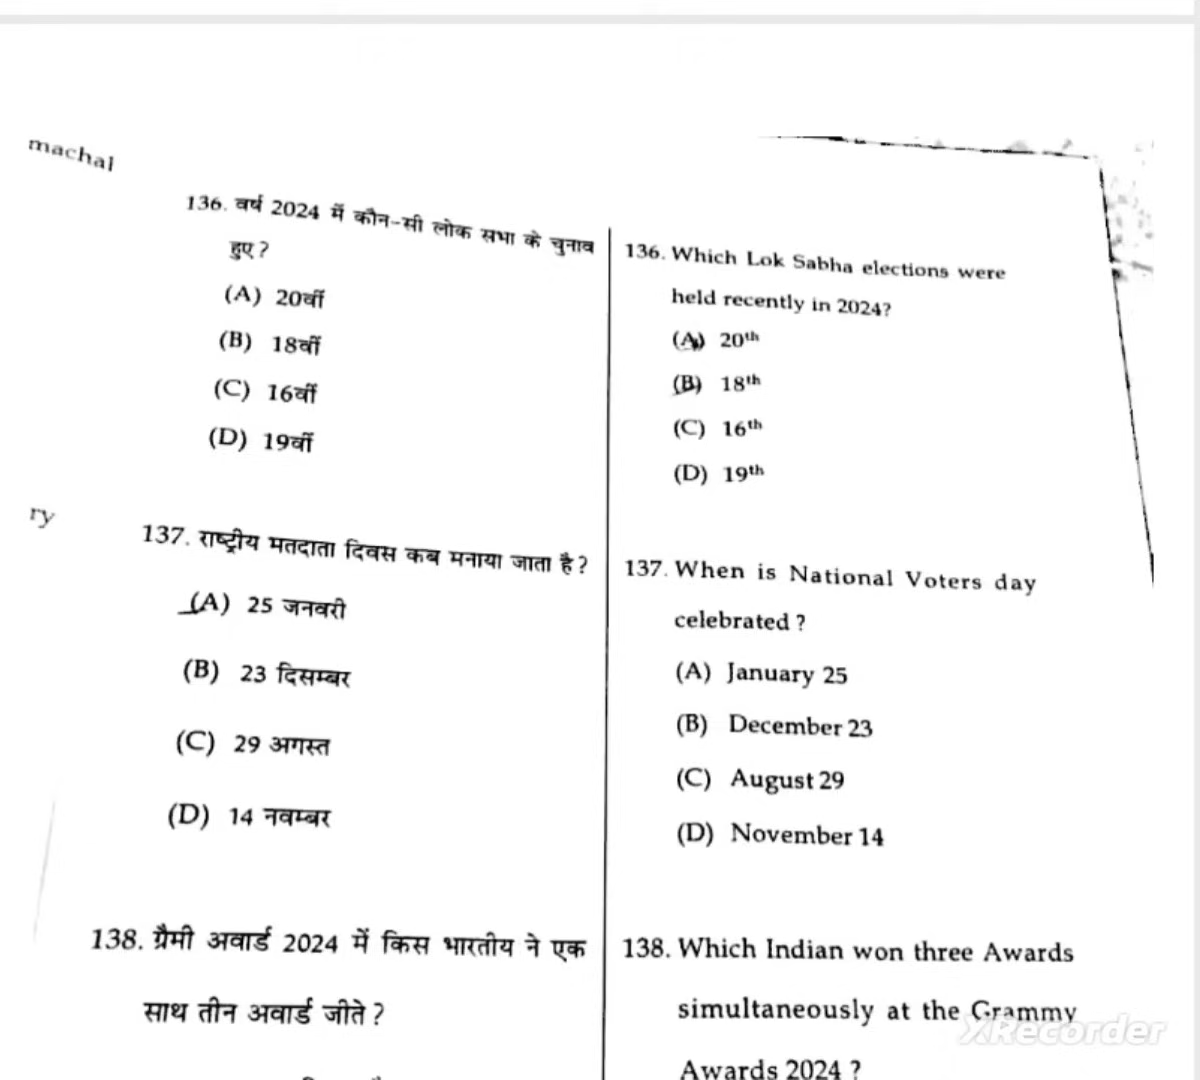 machal
136. वर्ष 2024 में कौन-सी लोक सभा के चुनाव
हुए ?
(A) 20वीं
(B) 18वीं
(C) 16वीं
(D) 19वीं
ry
137. राष्ट्रीय मतदाता दिवस कब मनाया जाता है ?
(A) 25 जनवरी
(B) 23 दिसम्बर
(C) 29 अगस्त
(D) 14 नवम्बर
138. ग्रैमी अवार्ड 2024 में किस भारतीय ने एक
साथ तीन अवार्ड जीते ?
136. Which Lok Sabha elections were
held recently in 2024?
(A) 20th
(B) 18th
(C) 16th
(D) 19th
137. When is National Voters day
celebrated ?
(A) January 25
(B) December 23
(C) August 29
(D) November 14
138. Which Indian won three Awards
simultaneously at the Grammy
Awards 2024 ?
XRecorder